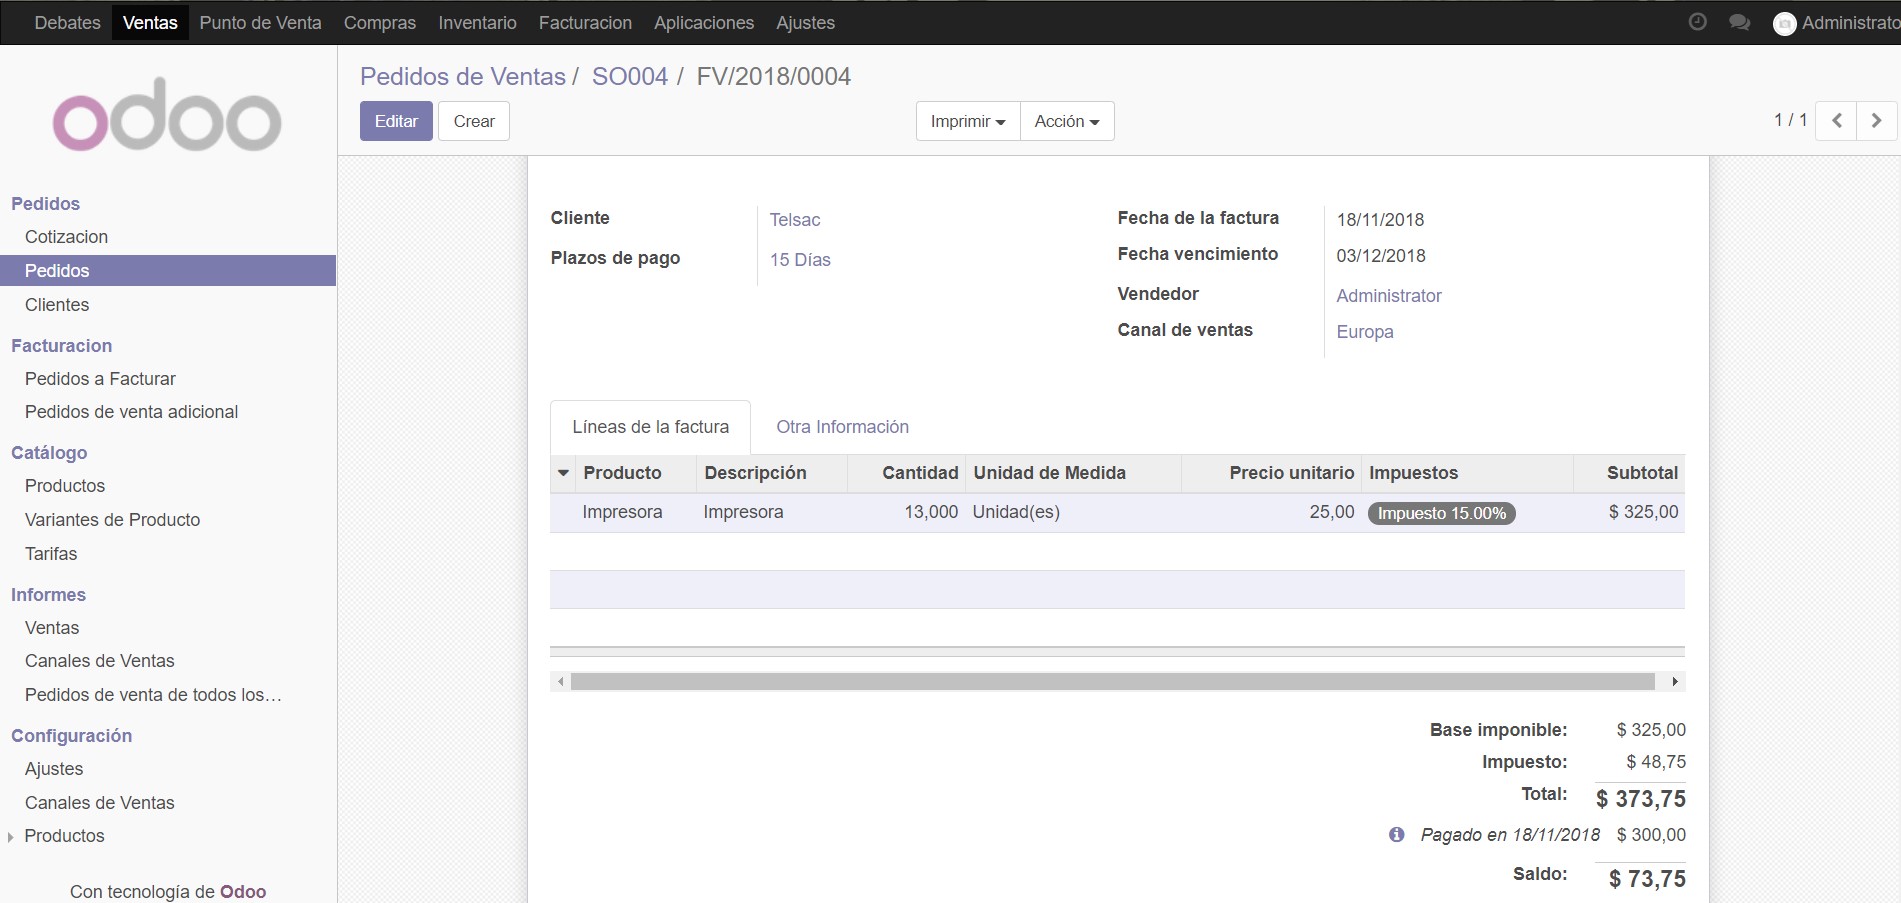 Debates Ventas Punto de Venta Compras Inventario Facturacion Aplicaciones Ajustes Administrato
odoo
Pedidos
Cotizacion
Pedidos
Clientes
Facturacion
Pedidos a Facturar
Pedidos de venta adicional
Catálogo
Productos
Variantes de Producto
Tarifas
Informes
Ventas
Canales de Ventas
Pedidos de venta de todos los…
Configuración
Ajustes
Canales de Ventas
Productos
Con tecnología de Odoo
Pedidos de Ventas / SO004 / FV/2018/0004
Editar Crear Imprimir Acción 1 / 1
Cliente Telsac
Plazos de pago 15 Días
Fecha de la factura 18/11/2018
Fecha vencimiento 03/12/2018
Vendedor Administrator
Canal de ventas Europa
Líneas de la factura Otra Información
Producto Descripción Cantidad Unidad de Medida Precio unitario Impuestos Subtotal
Impresora Impresora 13,000 Unidad(es) 25,00 Impuesto 15.00% $ 325,00
Base imponible: $ 325,00
Impuesto: $ 48,75
Total: $ 373,75
Pagado en 18/11/2018 $ 300,00
Saldo: $ 73,75